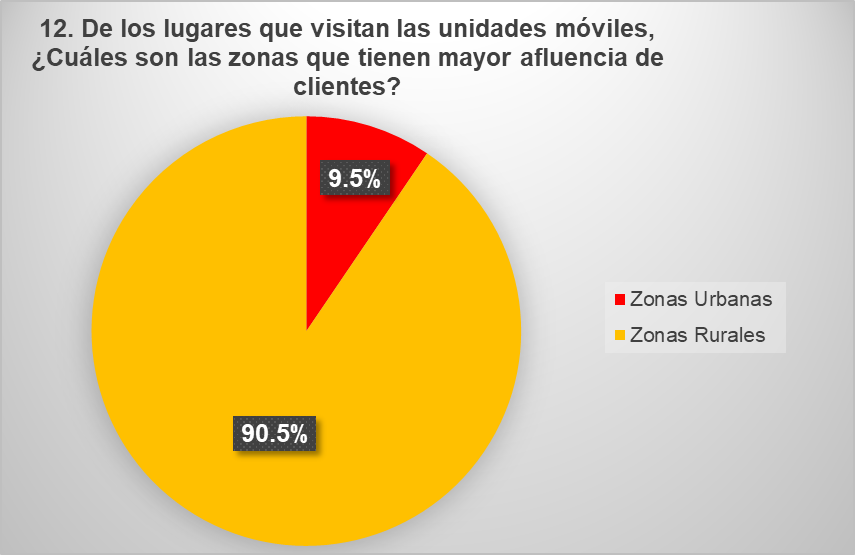 12. De los lugares que visitan las unidades móviles,
¿Cuáles son las zonas que tienen mayor afluencia de
clientes?
9.5%
90.5%
Zonas Urbanas
Zonas Rurales